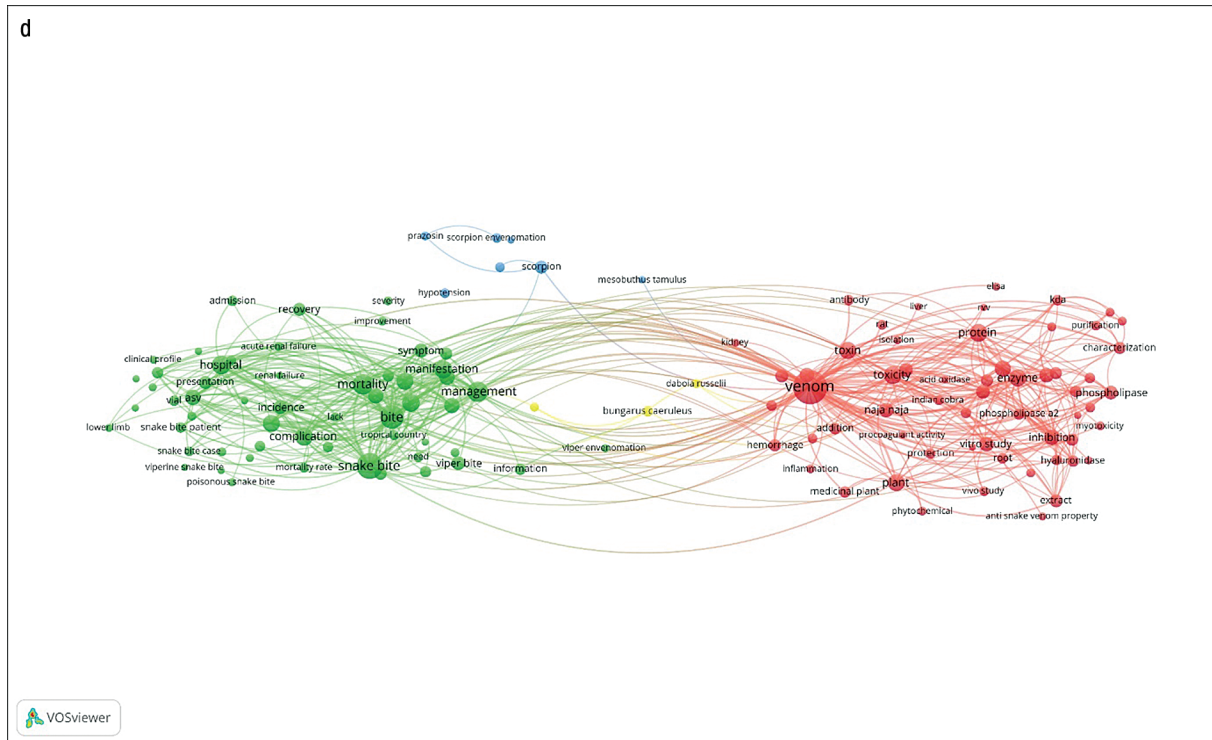 d
prazosin
scorpion envenomation
scorpion
mesobuthus tamulus
hypotension
admission
severity
recovery
improvement
antibody
liver
elisa
rvv
kda
rat
isolation
protein
purification
characterization
kidney
toxin
clinical profile
acute renal failure
symptom
hospital
manifestation
presentation
renal failure
mortality
management
dabola russelii
venom
toxicity
acid oxidase
enzyme
phospholipase
vial
asv
incidence
lack
bite
bungarus caeruleus
naja naja
indian cobra
phospholipase a2
myotoxicity
lower limb
snake bite patient
complication
tropical country
addition
procoagulant activity
inhibition
snake bite case
viper envenomation
hemorrhage
protection
vitro study
root
hyaluronidase
viperine snake bite
mortality rate
snake bite
need
viper bite
information
inflammation
poisonous snake bite
medicinal plant
plant
vivo study
extract
phytochemical
anti snake venom property
VOSviewer